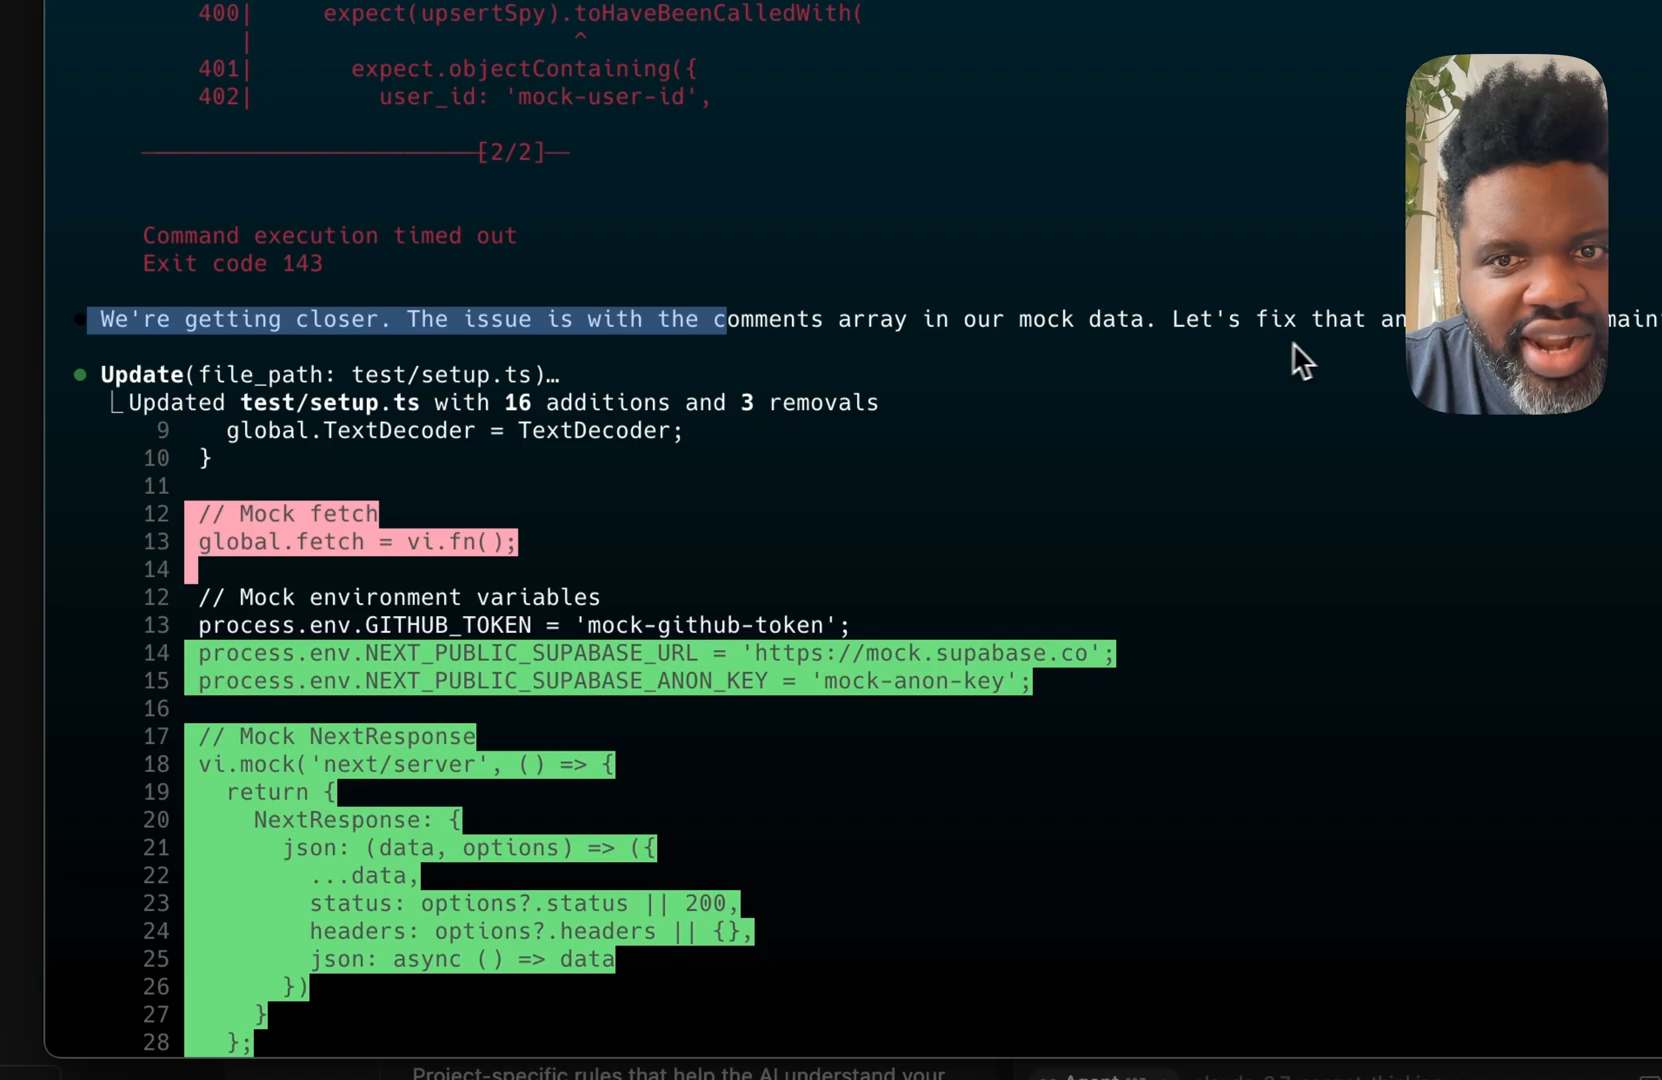 400|     expect(upsertSpy).toHaveBeenCalledWith(
|                       ^
401|       expect.objectContaining({
402|         user_id: 'mock-user-id',
[2/2]
Command execution timed out
Exit code 143
We're getting closer. The issue is with the comments array in our mock data. Let's fix that an
Update(file_path: test/setup.ts)…
Updated test/setup.ts with 16 additions and 3 removals
9    global.TextDecoder = TextDecoder;
10  }
11
12  // Mock fetch
13  global.fetch = vi.fn();
14
12  // Mock environment variables
13  process.env.GITHUB_TOKEN = 'mock-github-token';
14  process.env.NEXT_PUBLIC_SUPABASE_URL = 'https://mock.supabase.co';
15  process.env.NEXT_PUBLIC_SUPABASE_ANON_KEY = 'mock-anon-key';
16
17  // Mock NextResponse
18  vi.mock('next/server', () => {
19    return {
20      NextResponse: {
21        json: (data, options) => ({
22          ...data,
23          status: options?.status || 200,
24          headers: options?.headers || {},
25          json: async () => data
26        })
27      }
28    };
Project-specific rules that help the AI understand your
Agent